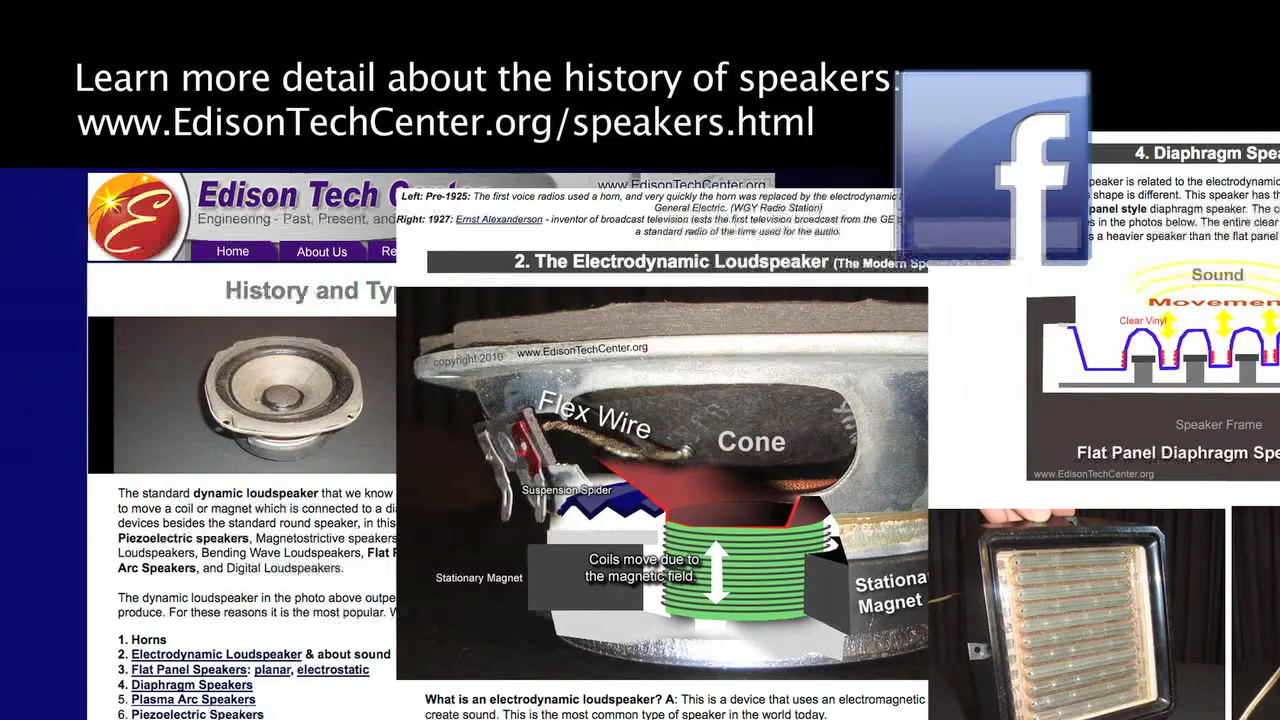 Learn more detail about the history of speakers:
www.EdisonTechCenter.org/speakers.html
Edison Tech C
Engineering - Past, Present, and
www.EdisonTechCenter.org
Home
About Us
Re
History and Ty
The standard dynamic loudspeaker that we know
to move a coil or magnet which is connected to a di
devices besides the standard round speaker, in this
Piezoelectric speakers, Magnetostrictive speakers
Loudspeakers, Bending Wave Loudspeakers, Flat
Arc Speakers, and Digital Loudspeakers.
The dynamic loudspeaker in the photo above outpe
produce. For these reasons it is the most popular. W
1. Horns
2. Electrodynamic Loudspeaker & about sound
3. Flat Panel Speakers: planar, electrostatic
4. Diaphragm Speakers
5. Plasma Arc Speakers
6. Piezoelectric Speakers
Left: Pre-1925: The first voice radios used a horn, and very quickly the horn was replaced by the electrodynamic
General Electric. (WGY Radio Station)
Right: 1927: Ernst Alexanderson - inventor of broadcast television tests the first television broadcast from the GE
a standard radio of the time used for the audio.
2. The Electrodynamic Loudspeaker (The Modern Sp
copyright 2010
www.EdisonTechCenter.org
Flex Wire
Cone
Suspension Spider
Coils move due to
the magnetic field.
Stationary Magnet
Stationa
Magnet
What is an electrodynamic loudspeaker? A: This is a device that uses an electromagnetic
create sound. This is the most common type of speaker in the world today.
f
4. Diaphragm Spea
peaker is related to the electrodynamic
shape is different. This speaker has th
panel style diaphragm speaker. The c
es in the photos below. The entire clear
s a heavier speaker than the flat panel
Sound
Movemen
Clear Vinyl
Speaker Frame
Flat Panel Diaphragm Spe
www.EdisonTechCenter.org